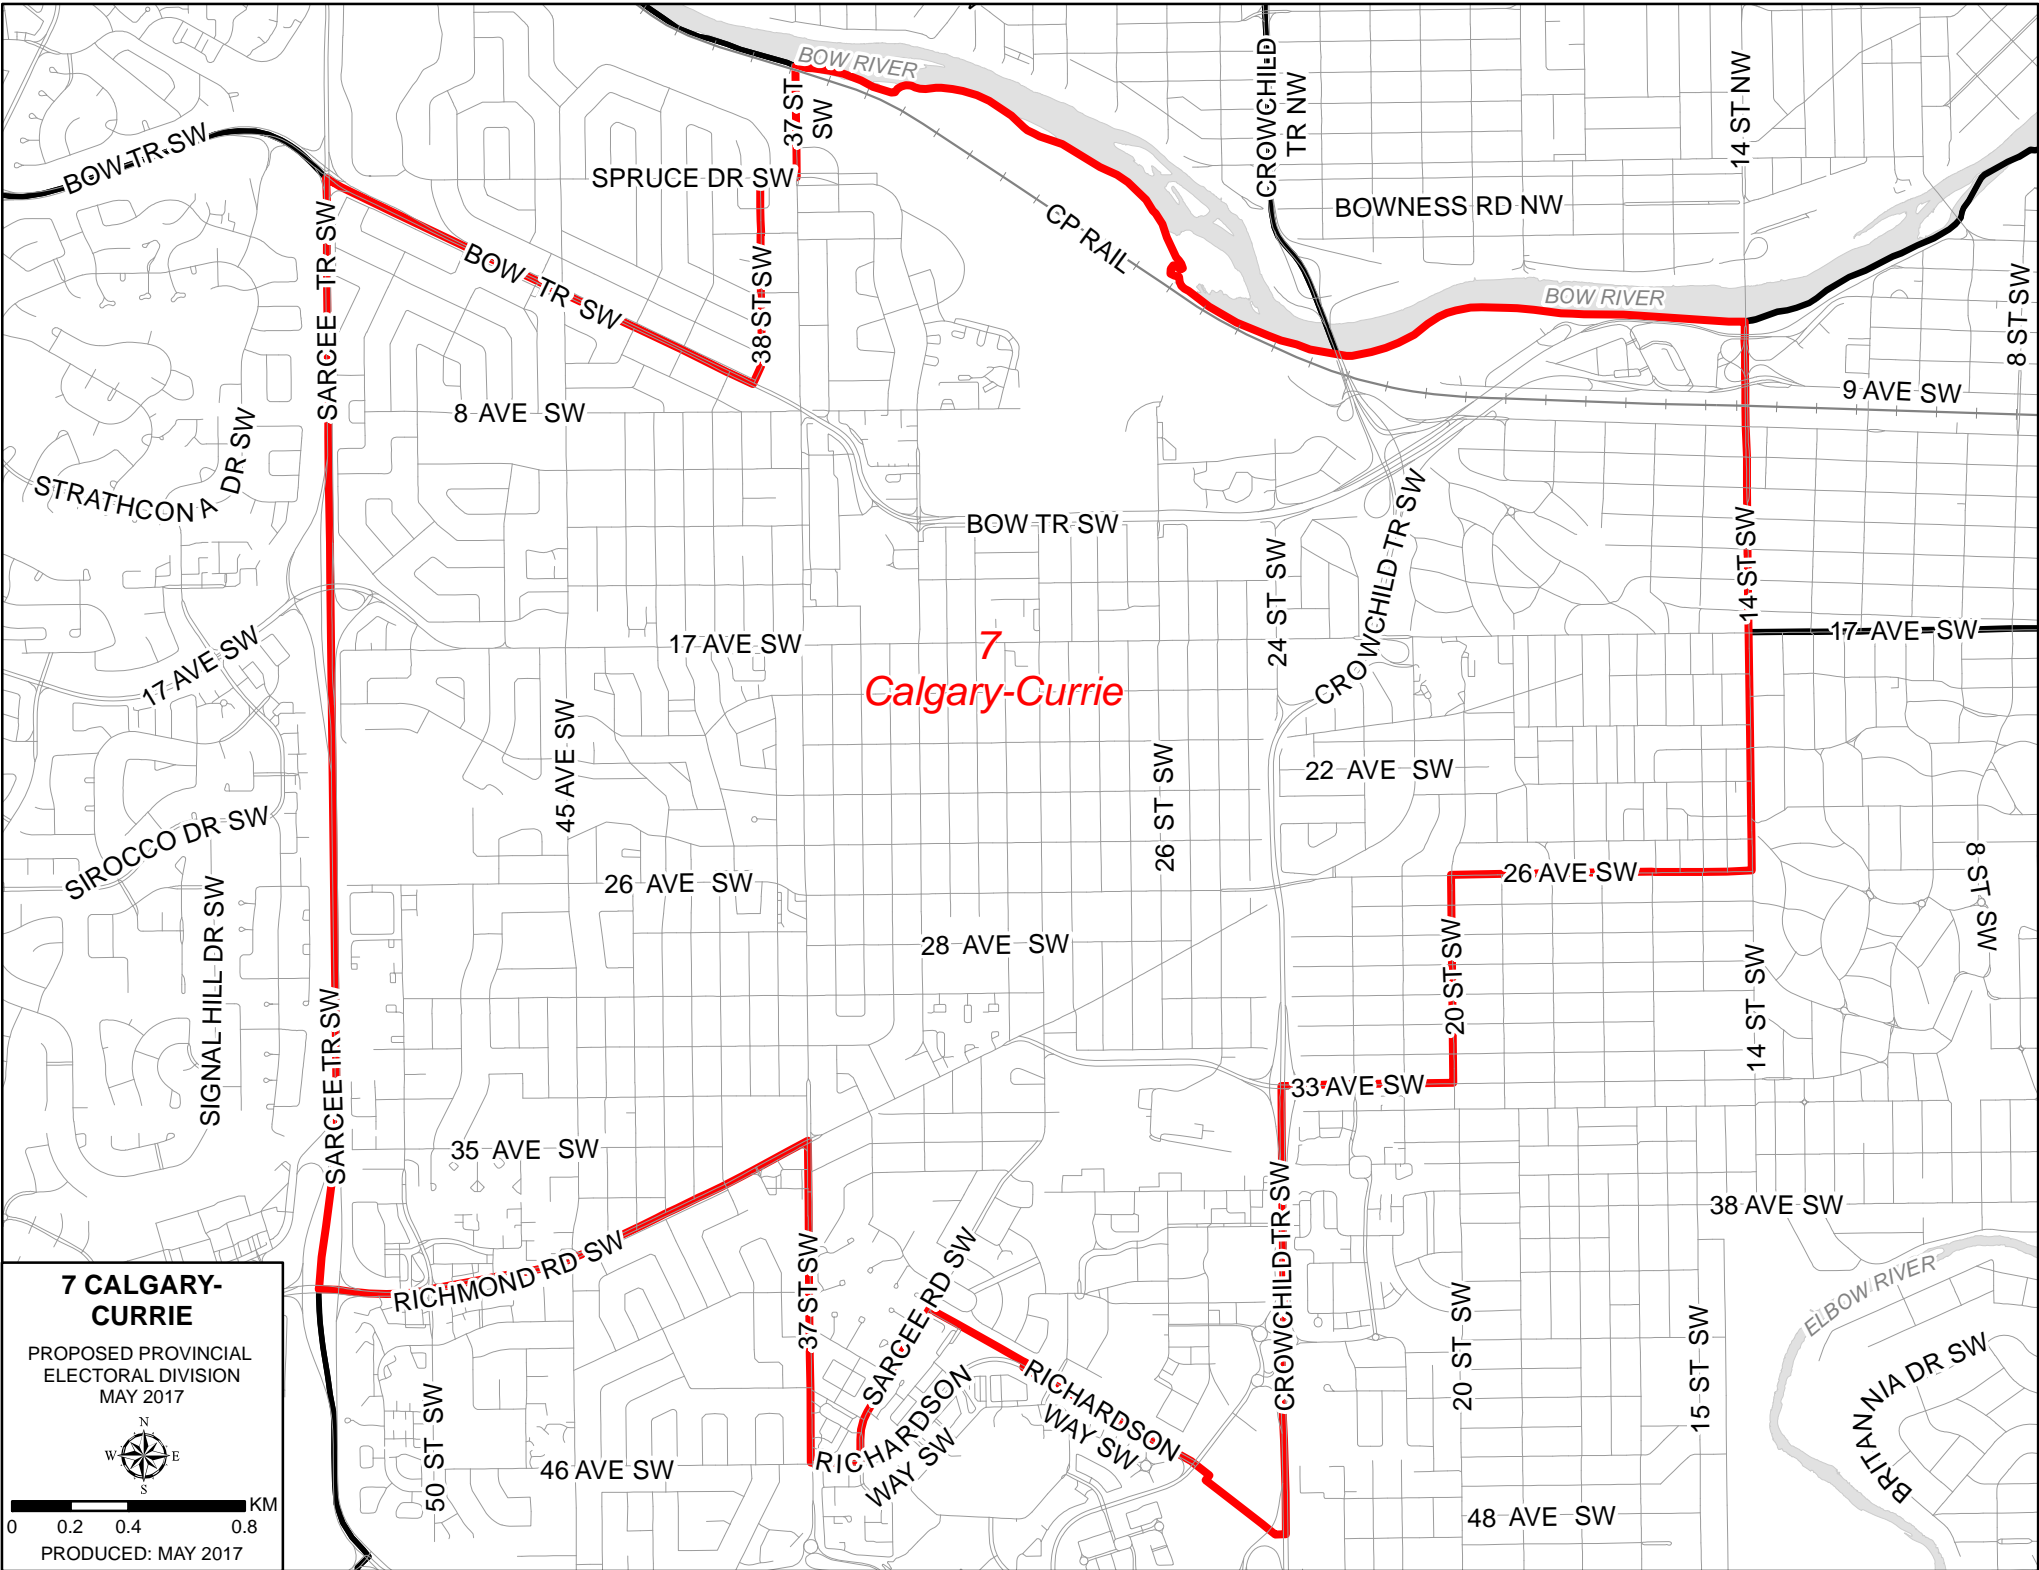 BOW RIVER
37 ST
SW
CROWCHILD
TR NW
14 ST NW
BOW TR SW
SPRUCE DR SW
BOWNESS RD NW
SARCEE TR SW
BOW TR SW
38 ST SW
CP RAIL
BOW RIVER
8 ST SW
9 AVE SW
8 AVE SW
STRATHCONA
DR SW
BOW TR SW
CROWCHILD TR SW
24 ST SW
14 ST SW
17 AVE SW
17 AVE SW
17 AVE SW
7
Calgary-Currie
45 AVE SW
26 ST SW
22 AVE SW
SIROCCO DR SW
26 AVE SW
26 AVE SW
8 ST SW
SIGNAL HILL DR SW
28 AVE SW
20 ST SW
14 ST SW
SARCEE TR SW
33 AVE SW
35 AVE SW
38 AVE SW
RICHMOND RD SW
37 ST SW
SARCEE RD SW
CROWCHILD TR SW
ELBOW RIVER
20 ST SW
15 ST SW
BRITANNIA DR SW
RICHARDSON
WAY SW
RICHARDSON
WAY SW
50 ST SW
46 AVE SW
48 AVE SW
7 CALGARY-
CURRIE
PROPOSED PROVINCIAL
ELECTORAL DIVISION
MAY 2017
N
W E
S
KM
0 0.2 0.4 0.8
PRODUCED: MAY 2017